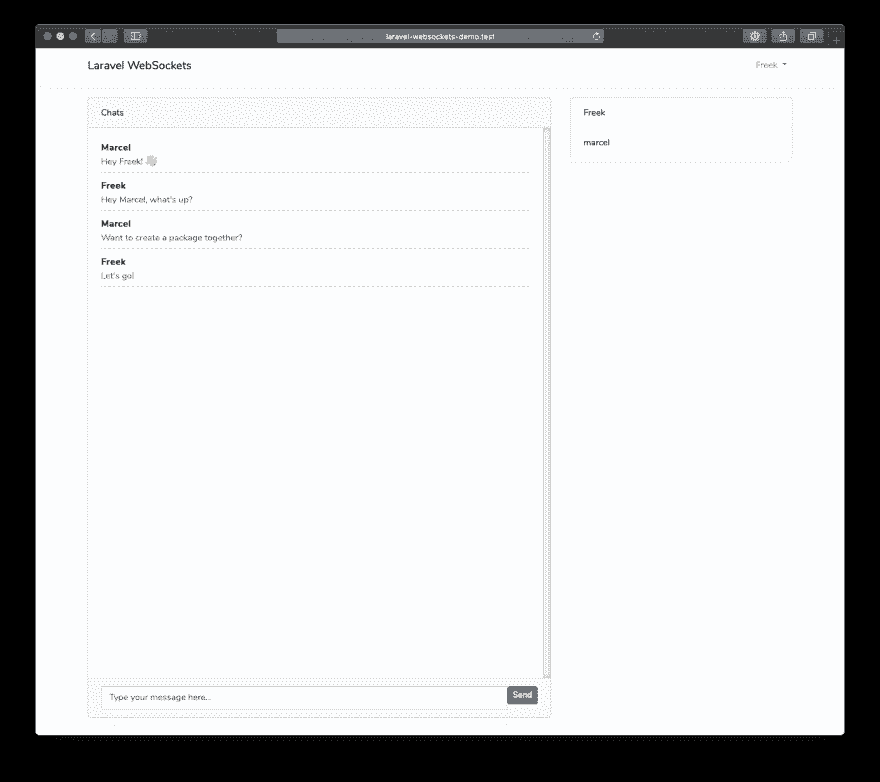 laravel-websockets-demo.test
Laravel WebSockets
Freek
Chats
Marcel
Hey Freek!
Freek
Hey Marcel, what's up?
Marcel
Want to create a package together?
Freek
Let's go!
Type your message here...
Send
Freek
marcel